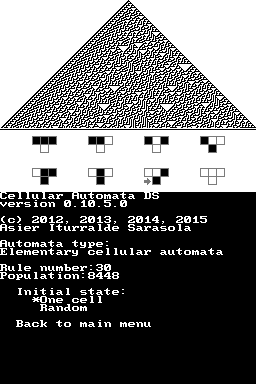 Cellular Automata DS
version 0.10.5.0
(c) 2012, 2013, 2014, 2015
Asier Iturralde Sarasola
Automata type:
Elementary cellular automata
Rule number:30
Population:8448
Initial state:
*One cell
Random
Back to main menu